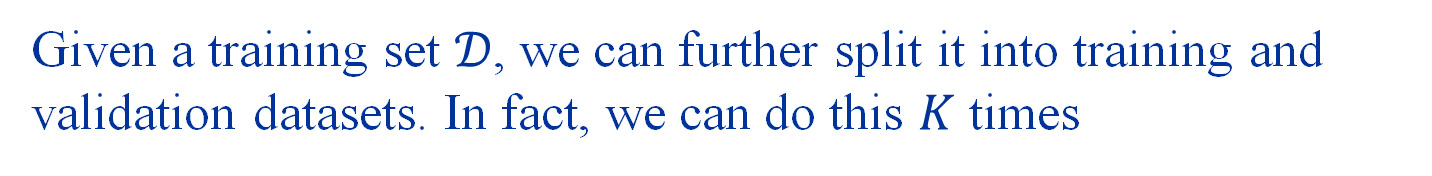 Given a training set 𝒟, we can further split it into training and
validation datasets. In fact, we can do this K times